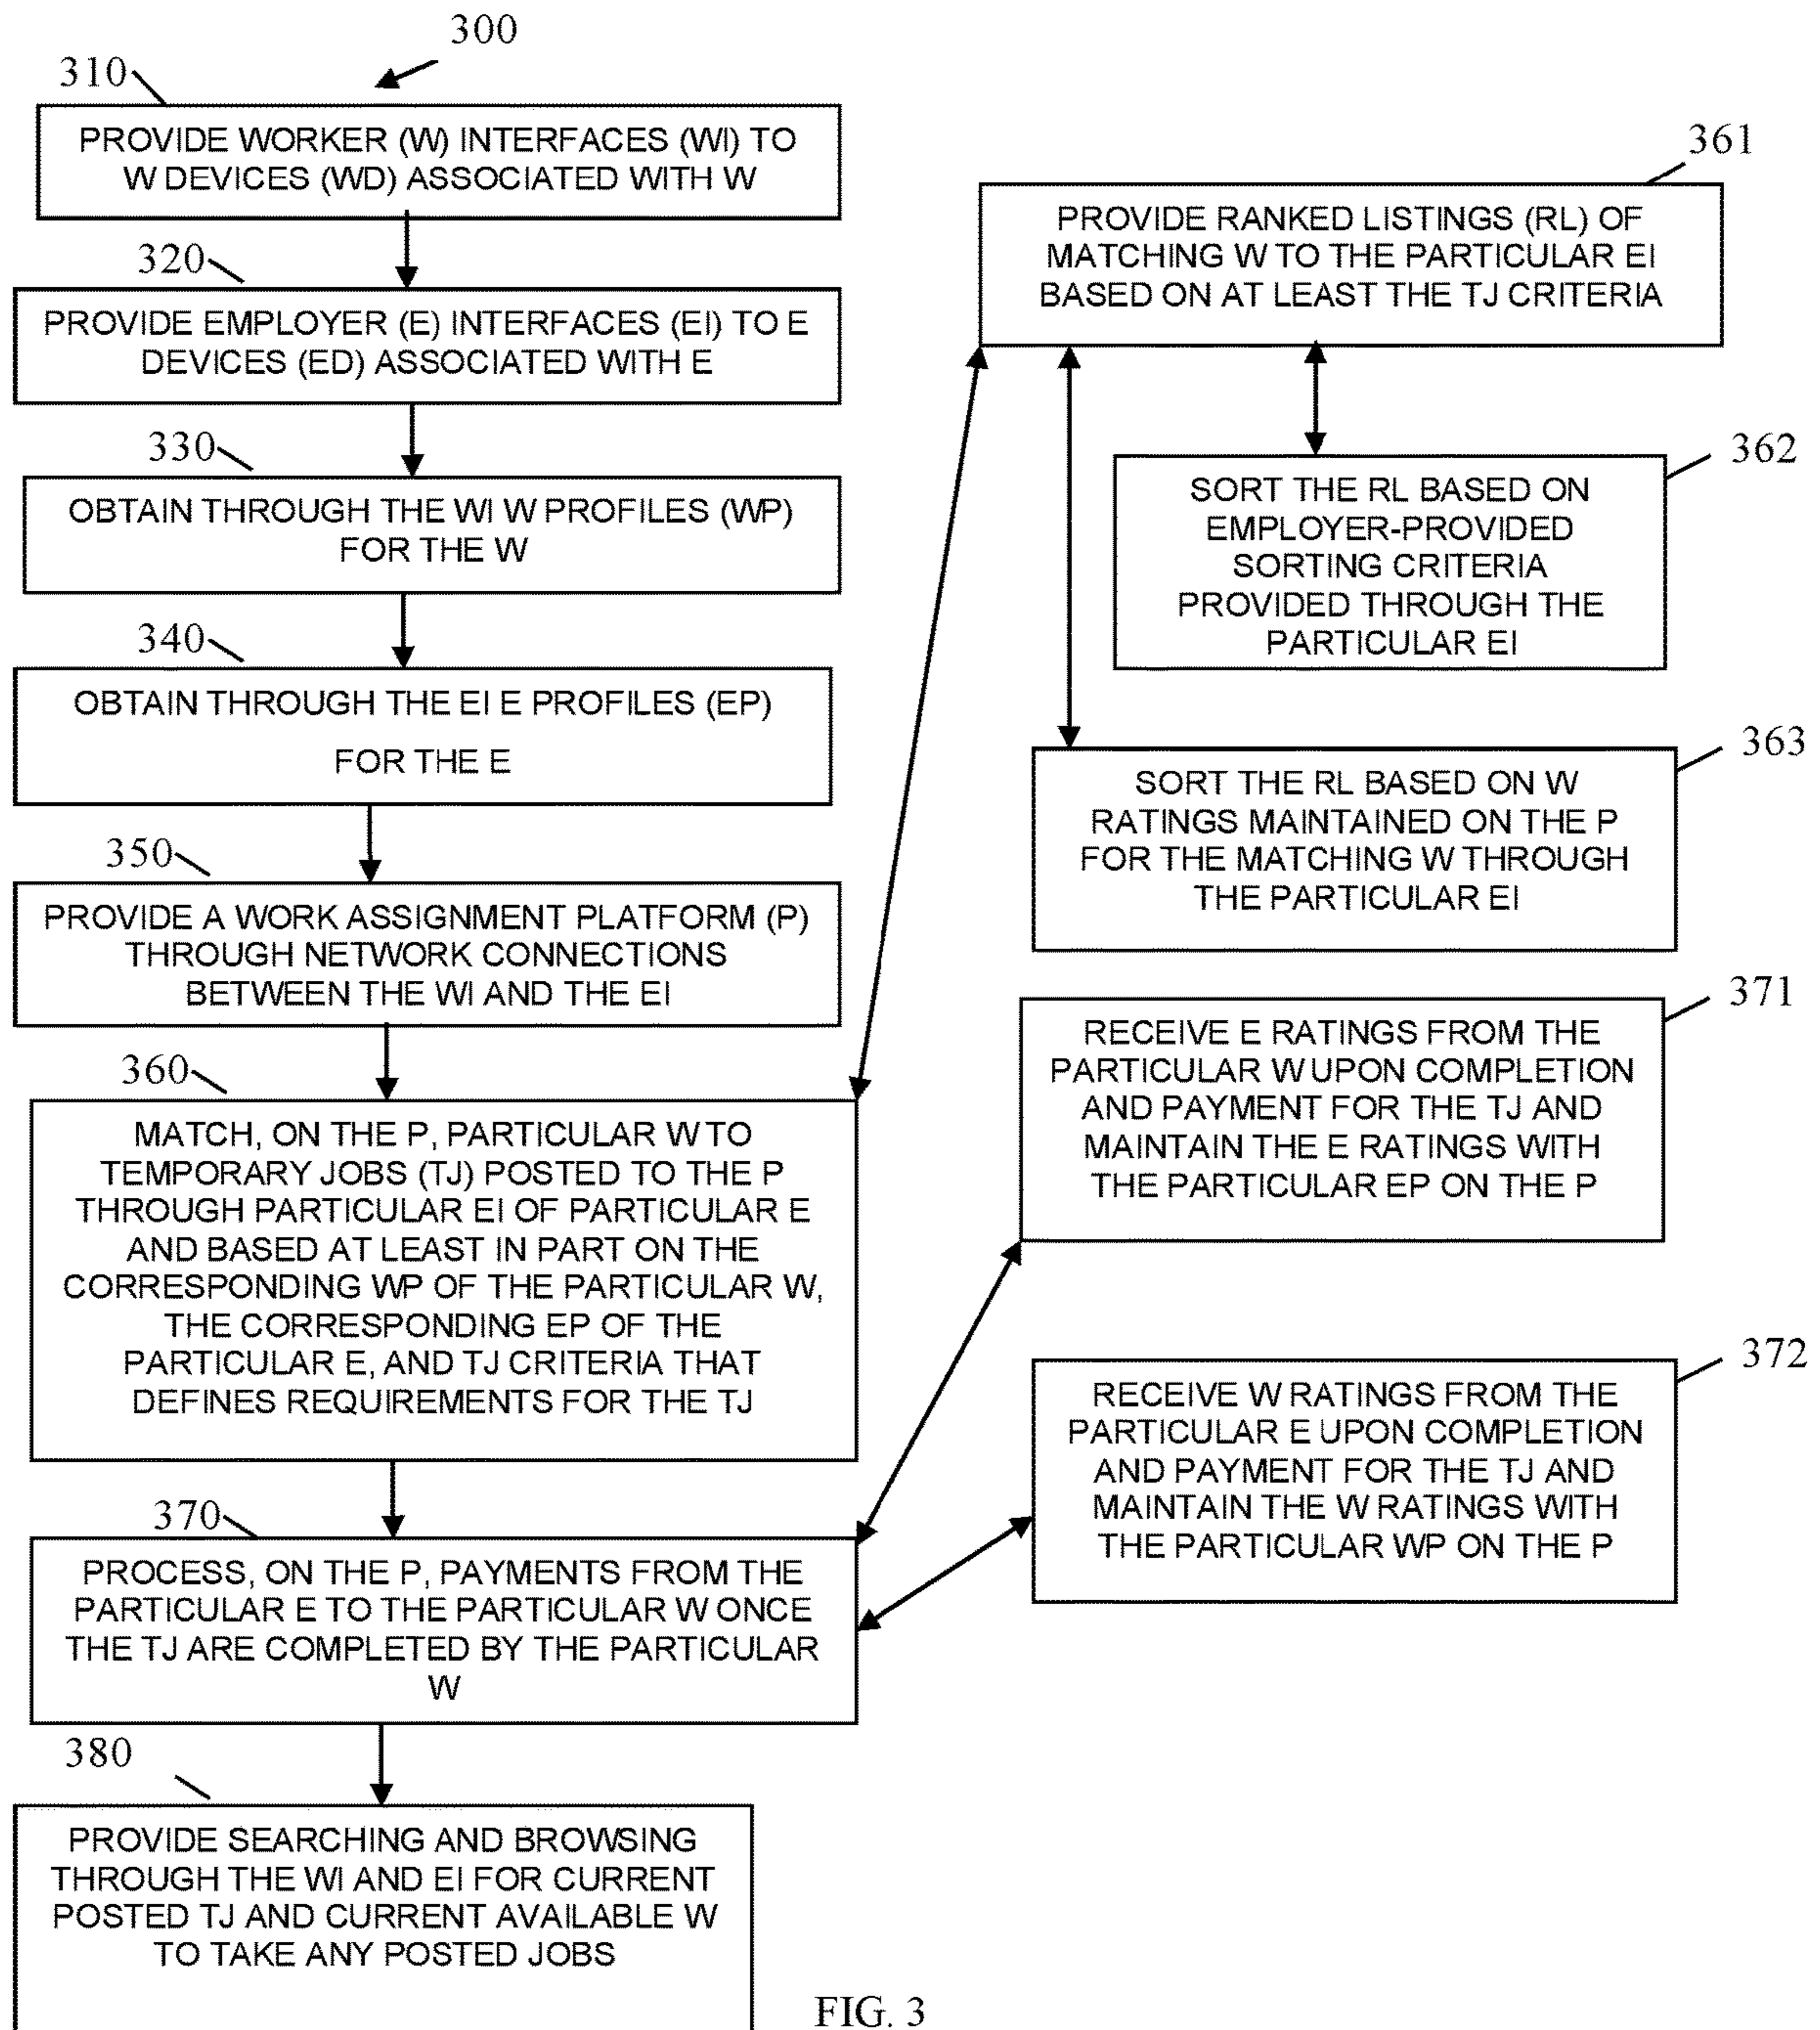 300
310
PROVIDE WORKER (W) INTERFACES (WI) TO
W DEVICES (WD) ASSOCIATED WITH W
320
PROVIDE EMPLOYER (E) INTERFACES (EI) TO E
DEVICES (ED) ASSOCIATED WITH E
330
OBTAIN THROUGH THE WI W PROFILES (WP)
FOR THE W
340
OBTAIN THROUGH THE EI E PROFILES (EP)
FOR THE E
350
PROVIDE A WORK ASSIGNMENT PLATFORM (P)
THROUGH NETWORK CONNECTIONS
BETWEEN THE WI AND THE EI
360
MATCH, ON THE P, PARTICULAR W TO
TEMPORARY JOBS (TJ) POSTED TO THE P
THROUGH PARTICULAR EI OF PARTICULAR E
AND BASED AT LEAST IN PART ON THE
CORRESPONDING WP OF THE PARTICULAR W,
THE CORRESPONDING EP OF THE
PARTICULAR E, AND TJ CRITERIA THAT
DEFINES REQUIREMENTS FOR THE TJ
370
PROCESS, ON THE P, PAYMENTS FROM THE
PARTICULAR E TO THE PARTICULAR W ONCE
THE TJ ARE COMPLETED BY THE PARTICULAR
W
380
PROVIDE SEARCHING AND BROWSING
THROUGH THE WI AND EI FOR CURRENT
POSTED TJ AND CURRENT AVAILABLE W
TO TAKE ANY POSTED JOBS
361
PROVIDE RANKED LISTINGS (RL) OF
MATCHING W TO THE PARTICULAR EI
BASED ON AT LEAST THE TJ CRITERIA
362
SORT THE RL BASED ON
EMPLOYER-PROVIDED
SORTING CRITERIA
PROVIDED THROUGH THE
PARTICULAR EI
363
SORT THE RL BASED ON W
RATINGS MAINTAINED ON THE P
FOR THE MATCHING W THROUGH
THE PARTICULAR EI
371
RECEIVE E RATINGS FROM THE
PARTICULAR W UPON COMPLETION
AND PAYMENT FOR THE TJ AND
MAINTAIN THE E RATINGS WITH
THE PARTICULAR EP ON THE P
372
RECEIVE W RATINGS FROM THE
PARTICULAR E UPON COMPLETION
AND PAYMENT FOR THE TJ AND
MAINTAIN THE W RATINGS WITH
THE PARTICULAR WP ON THE P
FIG. 3